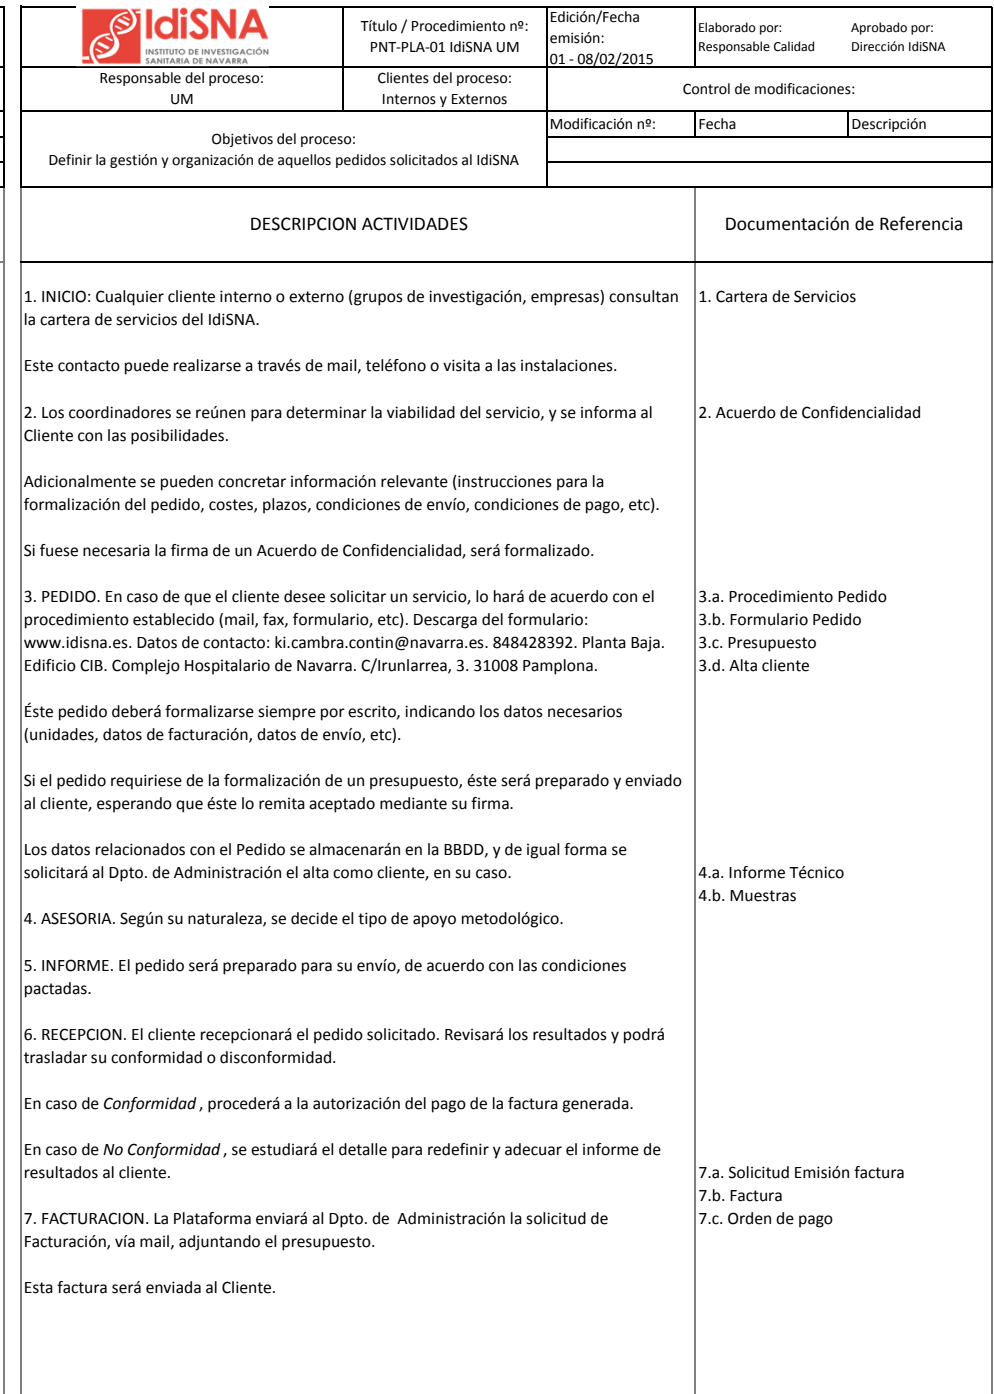 IdiSNA
INSTITUTO DE INVESTIGACIÓN
SANITARIA DE NAVARRA
Título / Procedimiento nº:
PNT-PLA-01 IdiSNA UM
Edición/Fecha
emisión:
01 - 08/02/2015
Elaborado por:
Responsable Calidad
Aprobado por:
Dirección IdiSNA
Responsable del proceso:
UM
Clientes del proceso:
Internos y Externos
Control de modificaciones:
Objetivos del proceso:
Definir la gestión y organización de aquellos pedidos solicitados al IdiSNA
Modificación nº:
Fecha
Descripción
DESCRIPCION ACTIVIDADES
Documentación de Referencia
1. INICIO: Cualquier cliente interno o externo (grupos de investigación, empresas) consultan
la cartera de servicios del IdiSNA.
1. Cartera de Servicios
Este contacto puede realizarse a través de mail, teléfono o visita a las instalaciones.
2. Los coordinadores se reúnen para determinar la viabilidad del servicio, y se informa al
Cliente con las posibilidades.
2. Acuerdo de Confidencialidad
Adicionalmente se pueden concretar información relevante (instrucciones para la
formalización del pedido, costes, plazos, condiciones de envío, condiciones de pago, etc).
Si fuese necesaria la firma de un Acuerdo de Confidencialidad, será formalizado.
3. PEDIDO. En caso de que el cliente desee solicitar un servicio, lo hará de acuerdo con el
procedimiento establecido (mail, fax, formulario, etc). Descarga del formulario:
www.idisna.es. Datos de contacto: ki.cambra.contin@navarra.es. 848428392. Planta Baja.
Edificio CIB. Complejo Hospitalario de Navarra. C/Irunlarrea, 3. 31008 Pamplona.
3.a. Procedimiento Pedido
3.b. Formulario Pedido
3.c. Presupuesto
3.d. Alta cliente
Éste pedido deberá formalizarse siempre por escrito, indicando los datos necesarios
(unidades, datos de facturación, datos de envío, etc).
Si el pedido requiriese de la formalización de un presupuesto, éste será preparado y enviado
al cliente, esperando que éste lo remita aceptado mediante su firma.
Los datos relacionados con el Pedido se almacenarán en la BBDD, y de igual forma se
solicitará al Dpto. de Administración el alta como cliente, en su caso.
4.a. Informe Técnico
4.b. Muestras
4. ASESORIA. Según su naturaleza, se decide el tipo de apoyo metodológico.
5. INFORME. El pedido será preparado para su envío, de acuerdo con las condiciones
pactadas.
6. RECEPCION. El cliente recepcionará el pedido solicitado. Revisará los resultados y podrá
trasladar su conformidad o disconformidad.
En caso de Conformidad , procederá a la autorización del pago de la factura generada.
En caso de No Conformidad , se estudiará el detalle para redefinir y adecuar el informe de
resultados al cliente.
7.a. Solicitud Emisión factura
7.b. Factura
7.c. Orden de pago
7. FACTURACION. La Plataforma enviará al Dpto. de  Administración la solicitud de
Facturación, vía mail, adjuntando el presupuesto.
Esta factura será enviada al Cliente.